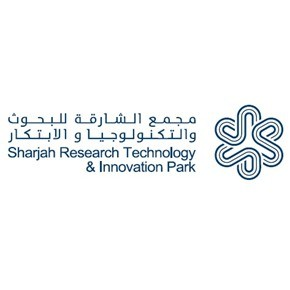 مجمع الشارقة للبحوث
والتكنولوجيا و الابتكار
Sharjah Research Technology
& Innovation Park